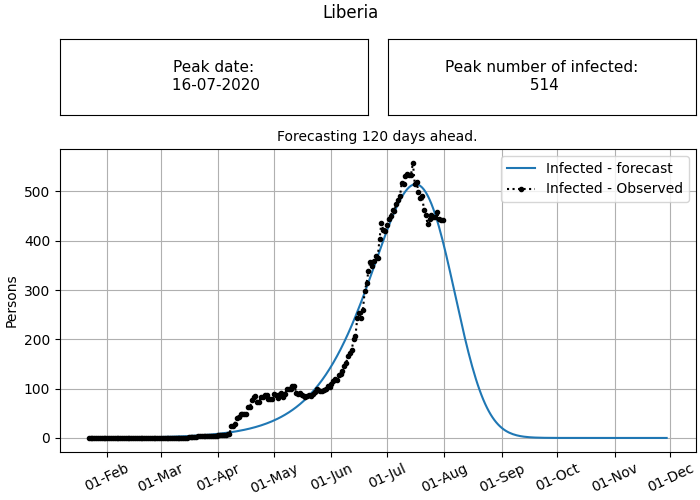 Liberia
Peak date:
16-07-2020
Peak number of infected:
514
Forecasting 120 days ahead.
Infected - forecast
Infected - Observed
Persons
500
400
300
200
100
0
01-Feb
01-Mar
01-Apr
01-May
01-Jun
01-Jul
01-Aug
01-Sep
01-Oct
01-Nov
01-Dec